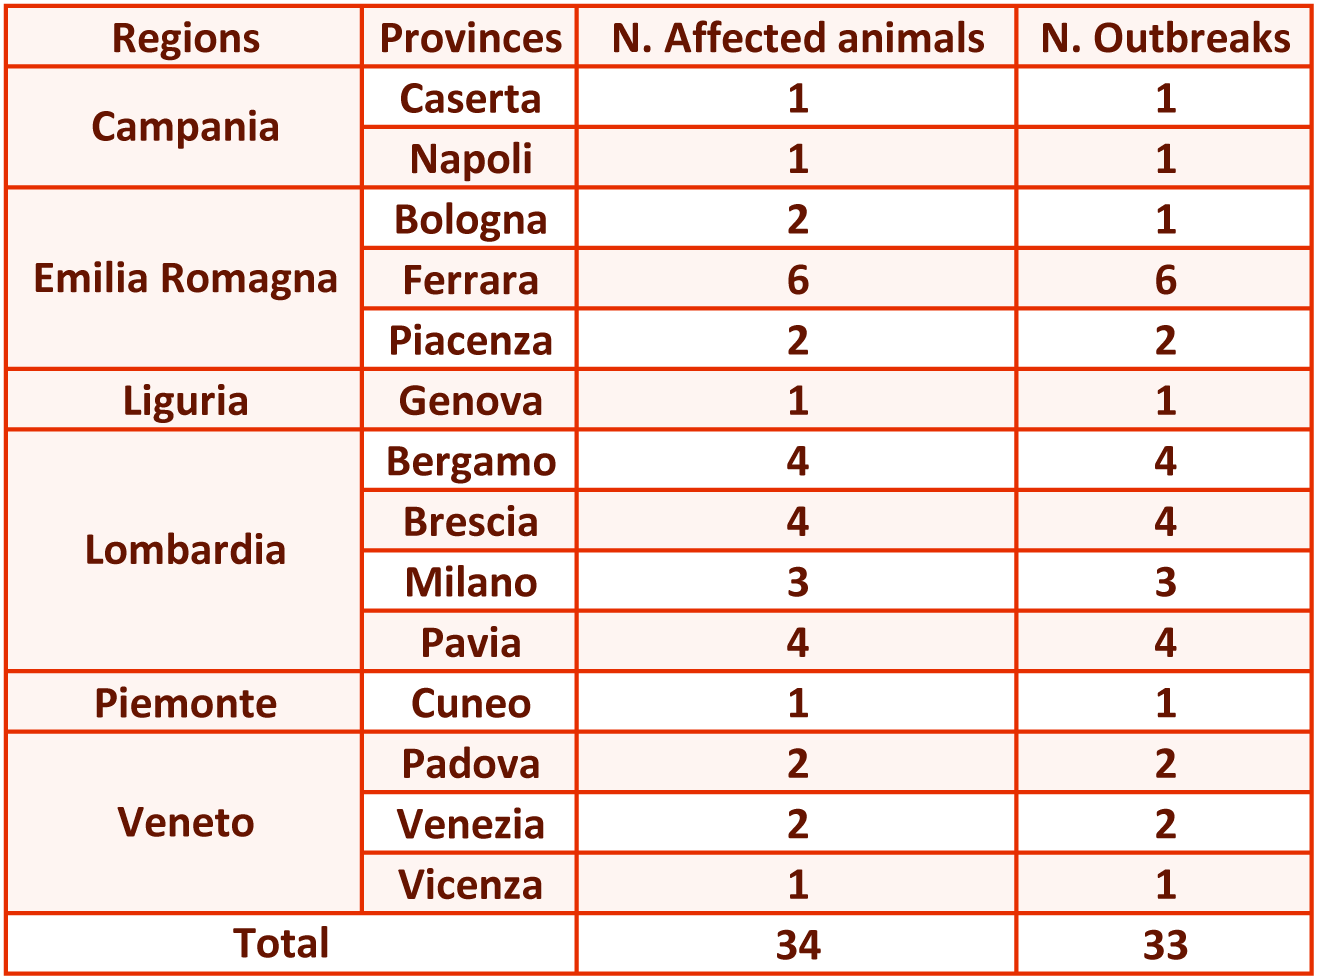 Regions Provinces N. Affected animals N. Outbreaks
Campania Caserta 1 1
Napoli 1 1
Emilia Romagna Bologna 2 1
Ferrara 6 6
Piacenza 2 2
Liguria Genova 1 1
Lombardia Bergamo 4 4
Brescia 4 4
Milano 3 3
Pavia 4 4
Piemonte Cuneo 1 1
Veneto Padova 2 2
Venezia 2 2
Vicenza 1 1
Total 34 33